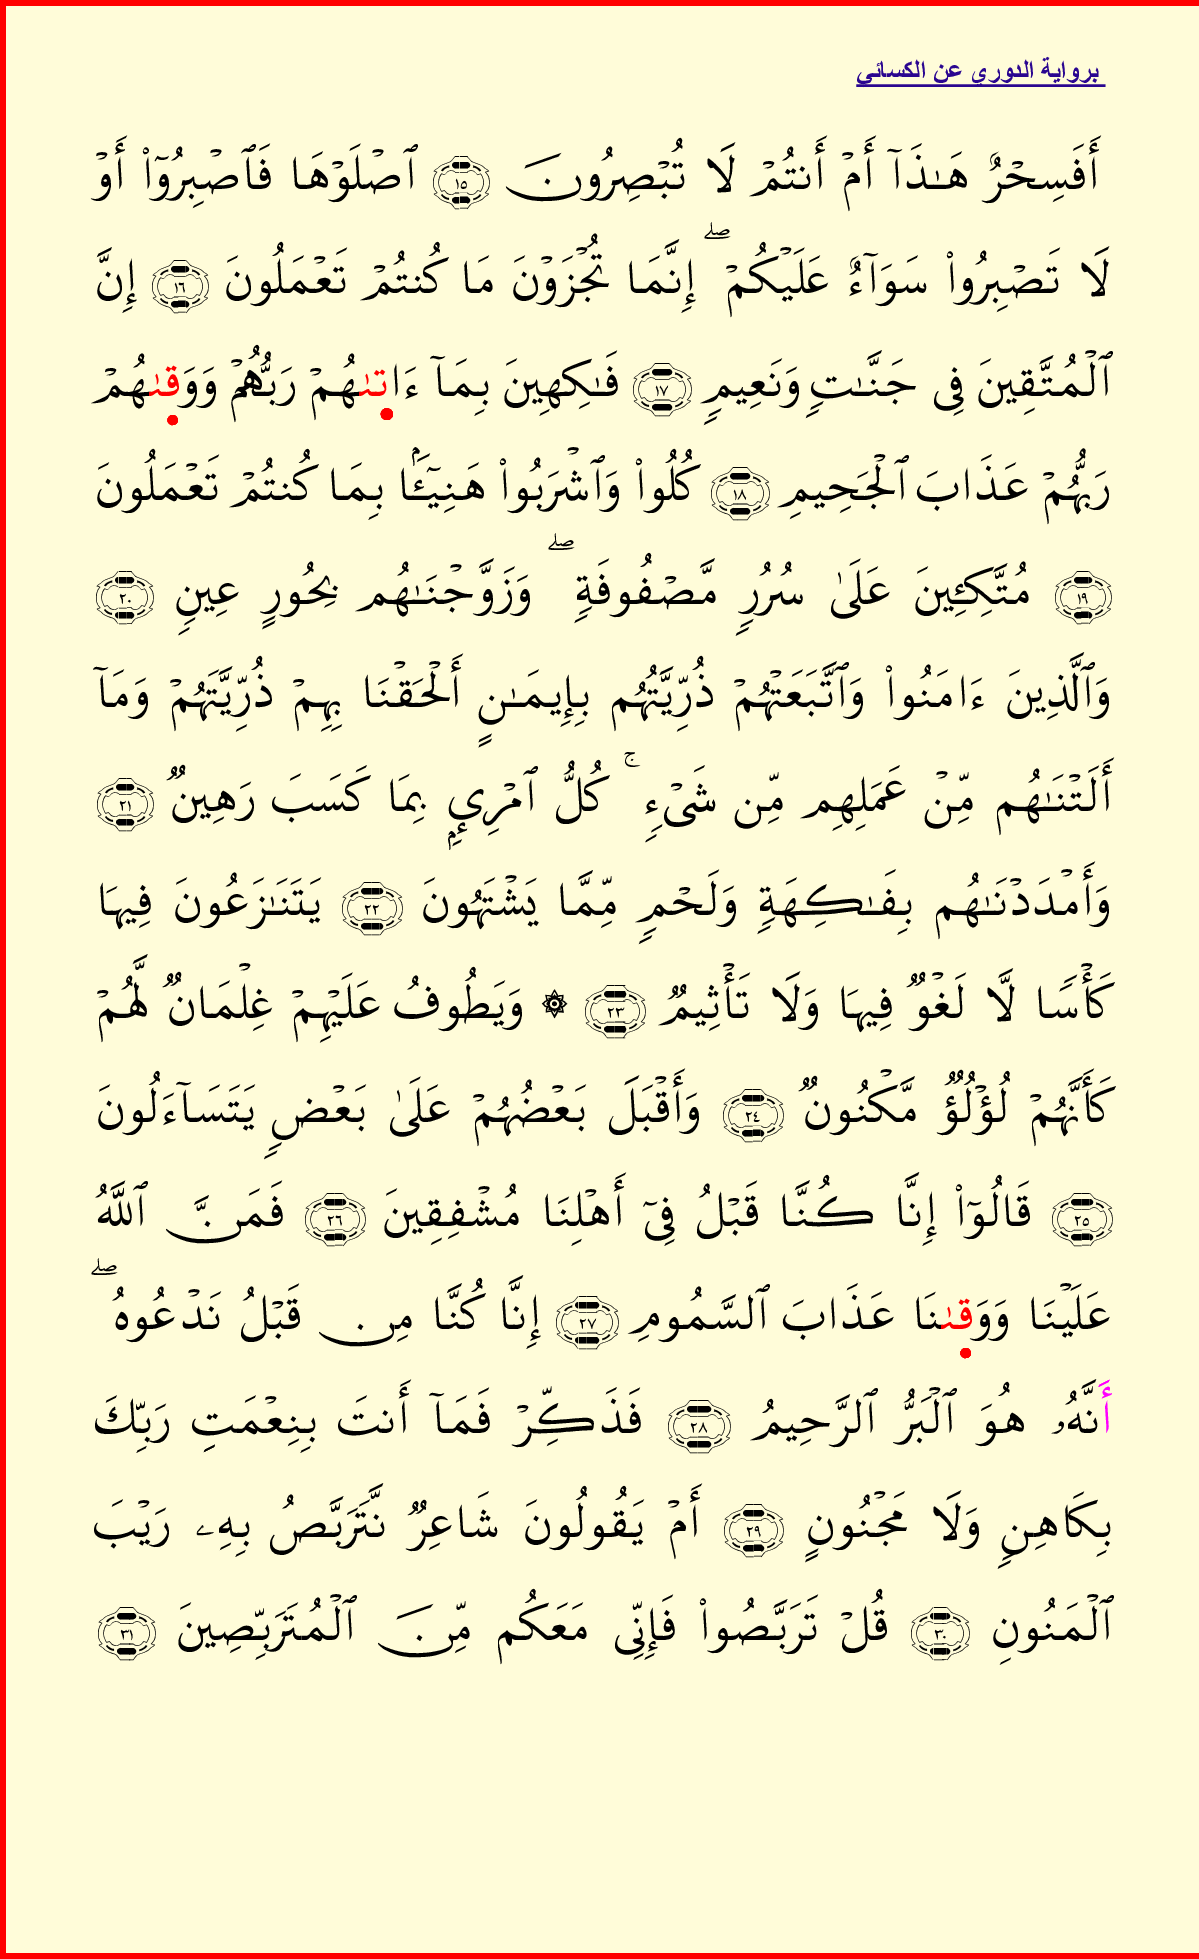 برواية الدوري عن الكسائي
أَفَسِحْرٌ هَـٰذَآ أَمْ أَنتُمْ لَا تُبْصِرُونَ ١٥ ٱصْلَوْهَا فَٱصْبِرُوٓا۟ أَوْ
لَا تَصْبِرُوا۟ سَوَآءٌ عَلَيْكُمْ ۖ إِنَّمَا تُجْزَوْنَ مَا كُنتُمْ تَعْمَلُونَ ١٦ إِنَّ
ٱلْمُتَّقِينَ فِى جَنَّـٰتٍ وَنَعِيمٍ ١٧ فَـٰكِهِينَ بِمَآ ءَاتىٰهُمْ رَبُّهُمْ وَوَقىٰهُمْ
رَبُّهُمْ عَذَابَ ٱلْجَحِيمِ ١٨ كُلُوا۟ وَٱشْرَبُوا۟ هَنِيٓـَٔۢا بِمَا كُنتُمْ تَعْمَلُونَ
١٩ مُتَّكِـِٔينَ عَلَىٰ سُرُرٍ مَّصْفُوفَةٍ ۖ وَزَوَّجْنَـٰهُم بِحُورٍ عِينٍ ٢٠
وَٱلَّذِينَ ءَامَنُوا۟ وَٱتَّبَعَتْهُمْ ذُرِّيَّتُهُم بِإِيمَـٰنٍ أَلْحَقْنَا بِهِمْ ذُرِّيَّتَهُمْ وَمَآ
أَلَتْنَـٰهُم مِّنْ عَمَلِهِم مِّن شَىْءٍ ۚ كُلُّ ٱمْرِئٍۭ بِمَا كَسَبَ رَهِينٌ ٢١
وَأَمْدَدْنَـٰهُم بِفَـٰكِهَةٍ وَلَحْمٍ مِّمَّا يَشْتَهُونَ ٢٢ يَتَنَـٰزَعُونَ فِيهَا
كَأْسًا لَّا لَغْوٌ فِيهَا وَلَا تَأْثِيمٌ ٢٣ ۞ وَيَطُوفُ عَلَيْهِمْ غِلْمَانٌ لَّهُمْ
كَأَنَّهُمْ لُؤْلُؤٌ مَّكْنُونٌ ٢٤ وَأَقْبَلَ بَعْضُهُمْ عَلَىٰ بَعْضٍ يَتَسَآءَلُونَ
٢٥ قَالُوٓا۟ إِنَّا كُنَّا قَبْلُ فِىٓ أَهْلِنَا مُشْفِقِينَ ٢٦ فَمَنَّ ٱللَّهُ
عَلَيْنَا وَوَقىٰنَا عَذَابَ ٱلسَّمُومِ ٢٧ إِنَّا كُنَّا مِن قَبْلُ نَدْعُوهُ ۖ
أَنَّهُۥ هُوَ ٱلْبَرُّ ٱلرَّحِيمُ ٢٨ فَذَكِّرْ فَمَآ أَنتَ بِنِعْمَتِ رَبِّكَ
بِكَاهِنٍ وَلَا مَجْنُونٍ ٢٩ أَمْ يَقُولُونَ شَاعِرٌ نَّتَرَبَّصُ بِهِۦ رَيْبَ
ٱلْمَنُونِ ٣٠ قُلْ تَرَبَّصُوا۟ فَإِنِّى مَعَكُم مِّنَ ٱلْمُتَرَبِّصِينَ ٣١